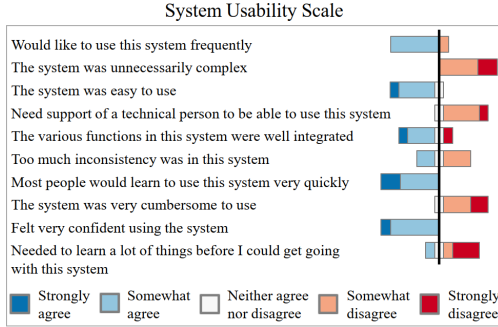 System Usability Scale
Would like to use this system frequently
The system was unnecessarily complex
The system was easy to use
Need support of a technical person to be able to use this system
The various functions in this system were well integrated
Too much inconsistency was in this system
Most people would learn to use this system very quickly
The system was very cumbersome to use
Felt very confident using the system
Needed to learn a lot of things before I could get going
with this system
Strongly agree
Somewhat agree
Neither agree nor disagree
Somewhat disagree
Strongly disagree